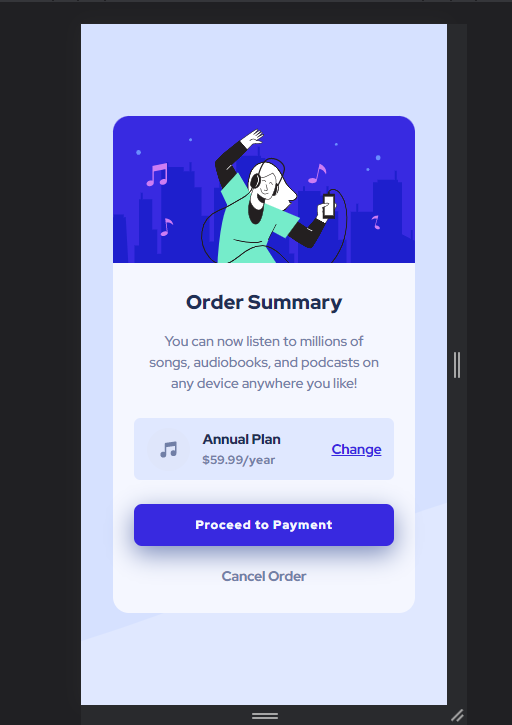 Order Summary
You can now listen to millions of
songs, audiobooks, and podcasts on
any device anywhere you like!
Annual Plan
$59.99/year
Change
Proceed to Payment
Cancel Order